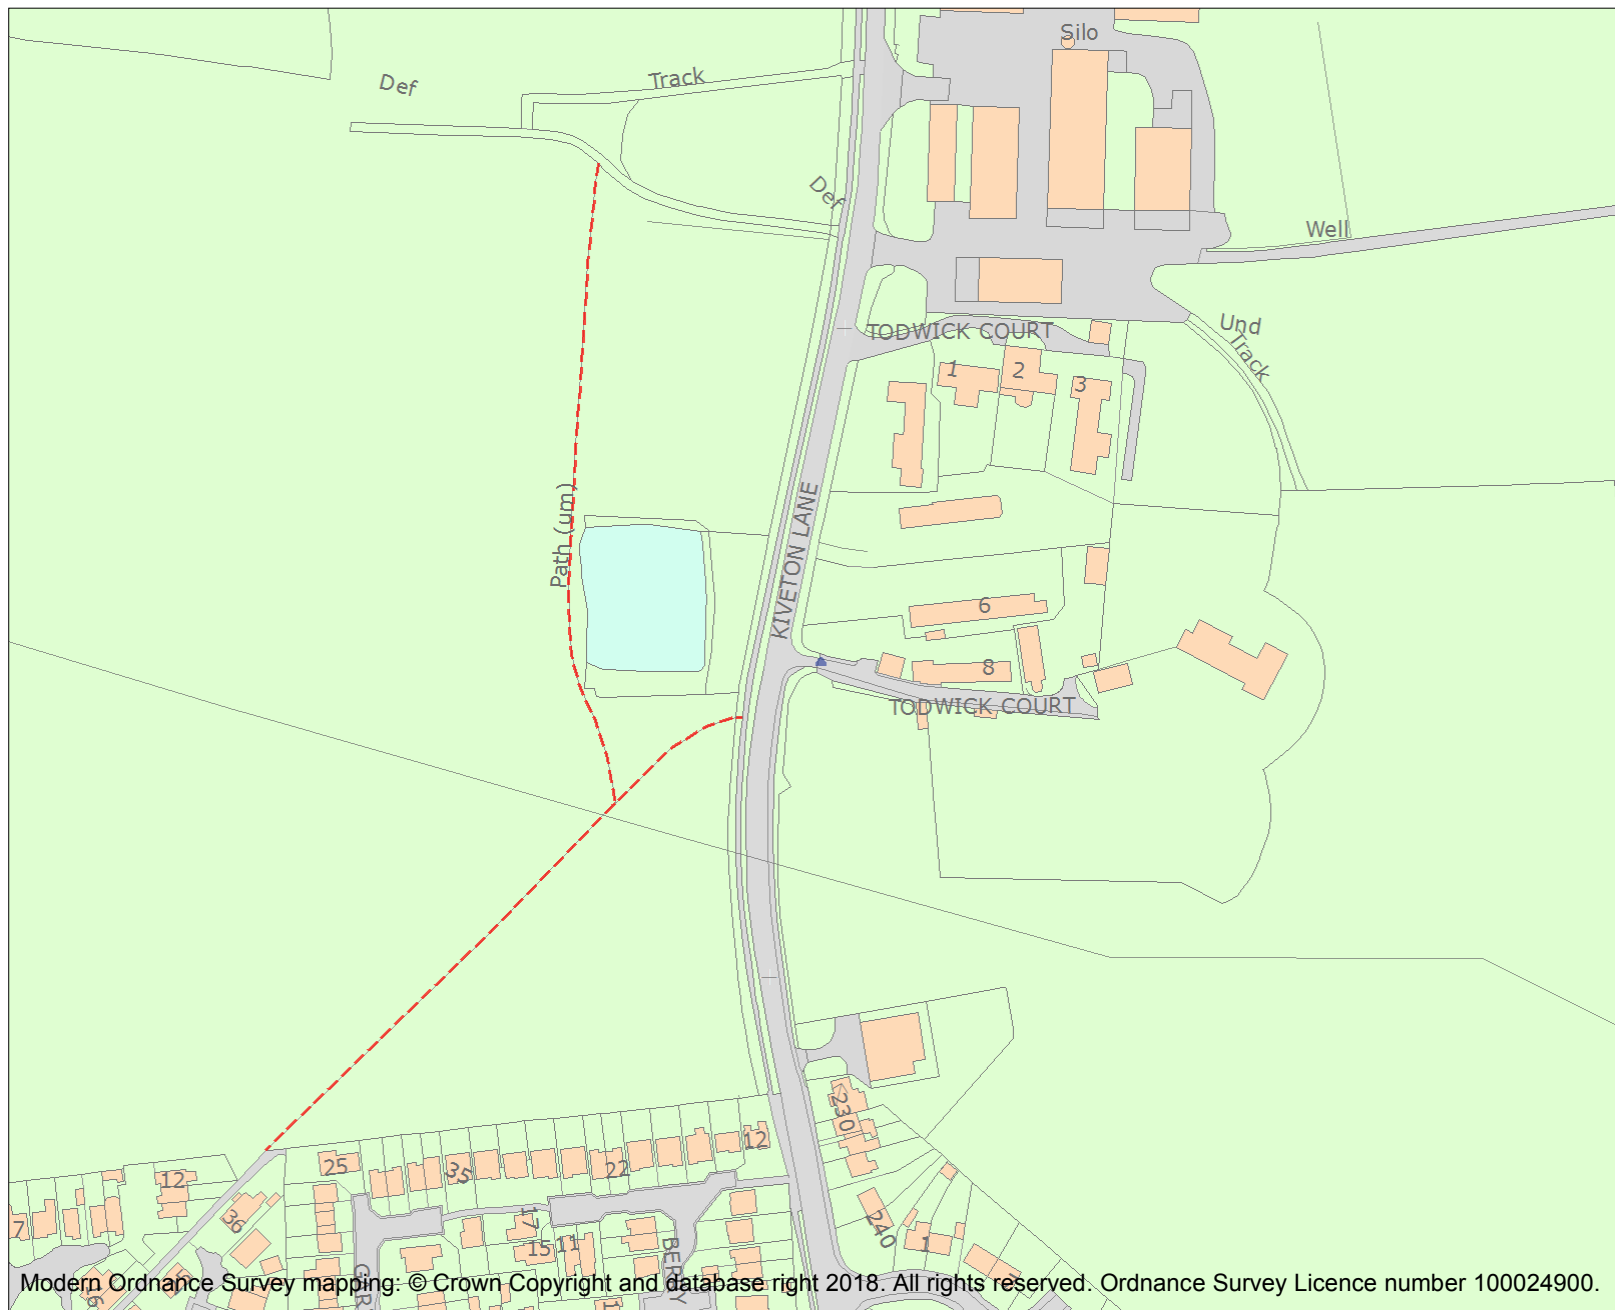 Silo
Def
Track
Def
Well
TODWICK COURT
Und
Track
1
2
3
Path (um)
KIVETON LANE
6
8
TODWICK COURT
230
12
25
35
22
12
7
36
17
15
11
240
1
BERRY
16
Modern Ordnance Survey mapping: © Crown Copyright and database right 2018. All rights reserved. Ordnance Survey Licence number 100024900.